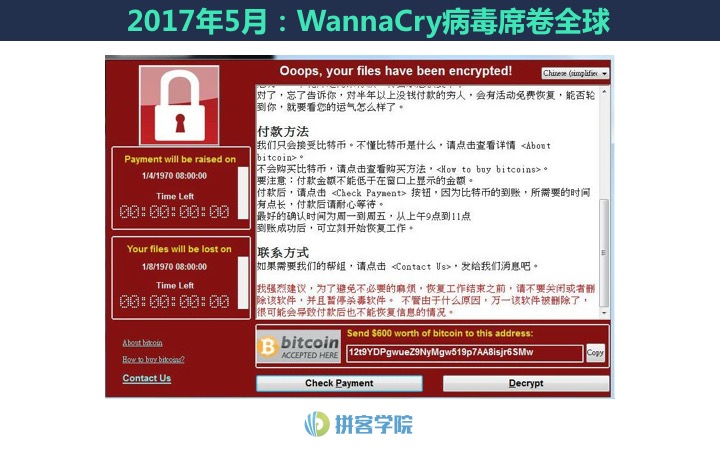 2017年5月：WannaCry病毒席卷全球
Ooops, your files have been encrypted!
Chinese (simplified
Payment will be raised on
1/4/1970 08:00:00
Time Left
00:00:00:00
Your files will be lost on
1/8/1970 08:00:00
Time Left
00:00:00:00
About bitcoin
How to buy bitcoins?
Contact Us
对了，忘了告诉你，对半年以上没钱付款的穷人，会有活动免费恢复，能否轮
到你，就要看您的运气怎么样了。
付款方法
我们只会接受比特币。不懂比特币是什么，请点击查看详情 <About
bitcoin>。
不会购买比特币，请点击查看购买方法，<How to buy bitcoins>。
要注意：付款金额不能低于在窗口上显示的金额。
付款后，请点击 <Check Payment> 按钮，因为比特币的到账，所需要的时间
有点长，付款后请耐心等待。
最好的确认时间为周一到周五，从上午9点到11点
到账成功后，可立刻开始恢复工作。
联系方式
如果需要我们的帮组，请点击 <Contact Us>，发给我们消息吧。
我强烈建议，为了避免不必要的麻烦，恢复工作结束之前，请不要关闭或者删
除该软件，并且暂停杀毒软件。 不管由于什么原因，万一该软件被删除了，
很可能会导致付款后也不能恢复信息的情况。
bitcoin
ACCEPTED HERE
Send $600 worth of bitcoin to this address:
12t9YDPgwueZ9NyMgw519p7AA8isjr6SMw
Copy
Check Payment
Decrypt
拼客学院